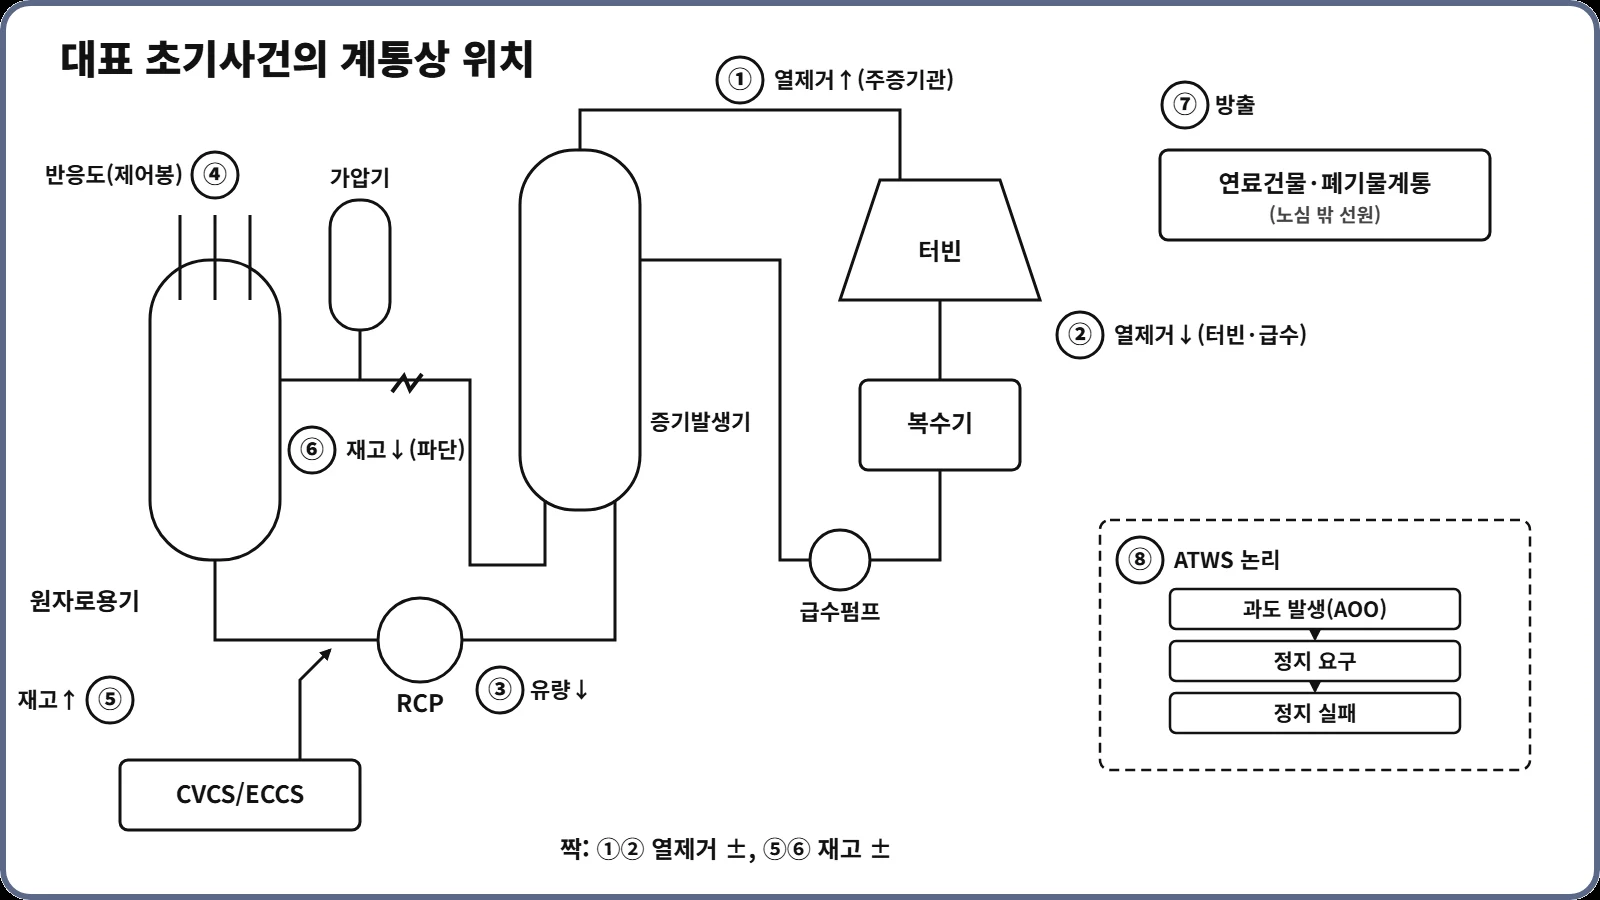 대표 초기사건의 계통상 위치
① 열제거↑(주증기관)
⑦ 방출
연료건물·폐기물계통
(노심 밖 선원)
반응도(제어봉) ④
가압기
터빈
② 열제거↓(터빈·급수)
증기발생기
복수기
⑥ 재고↓(파단)
⑧ ATWS 논리
과도 발생(AOO)
정지 요구
정지 실패
원자로용기
급수펌프
재고↑ ⑤
RCP
③ 유량↓
CVCS/ECCS
짝: ①② 열제거 ±, ⑤⑥ 재고 ±